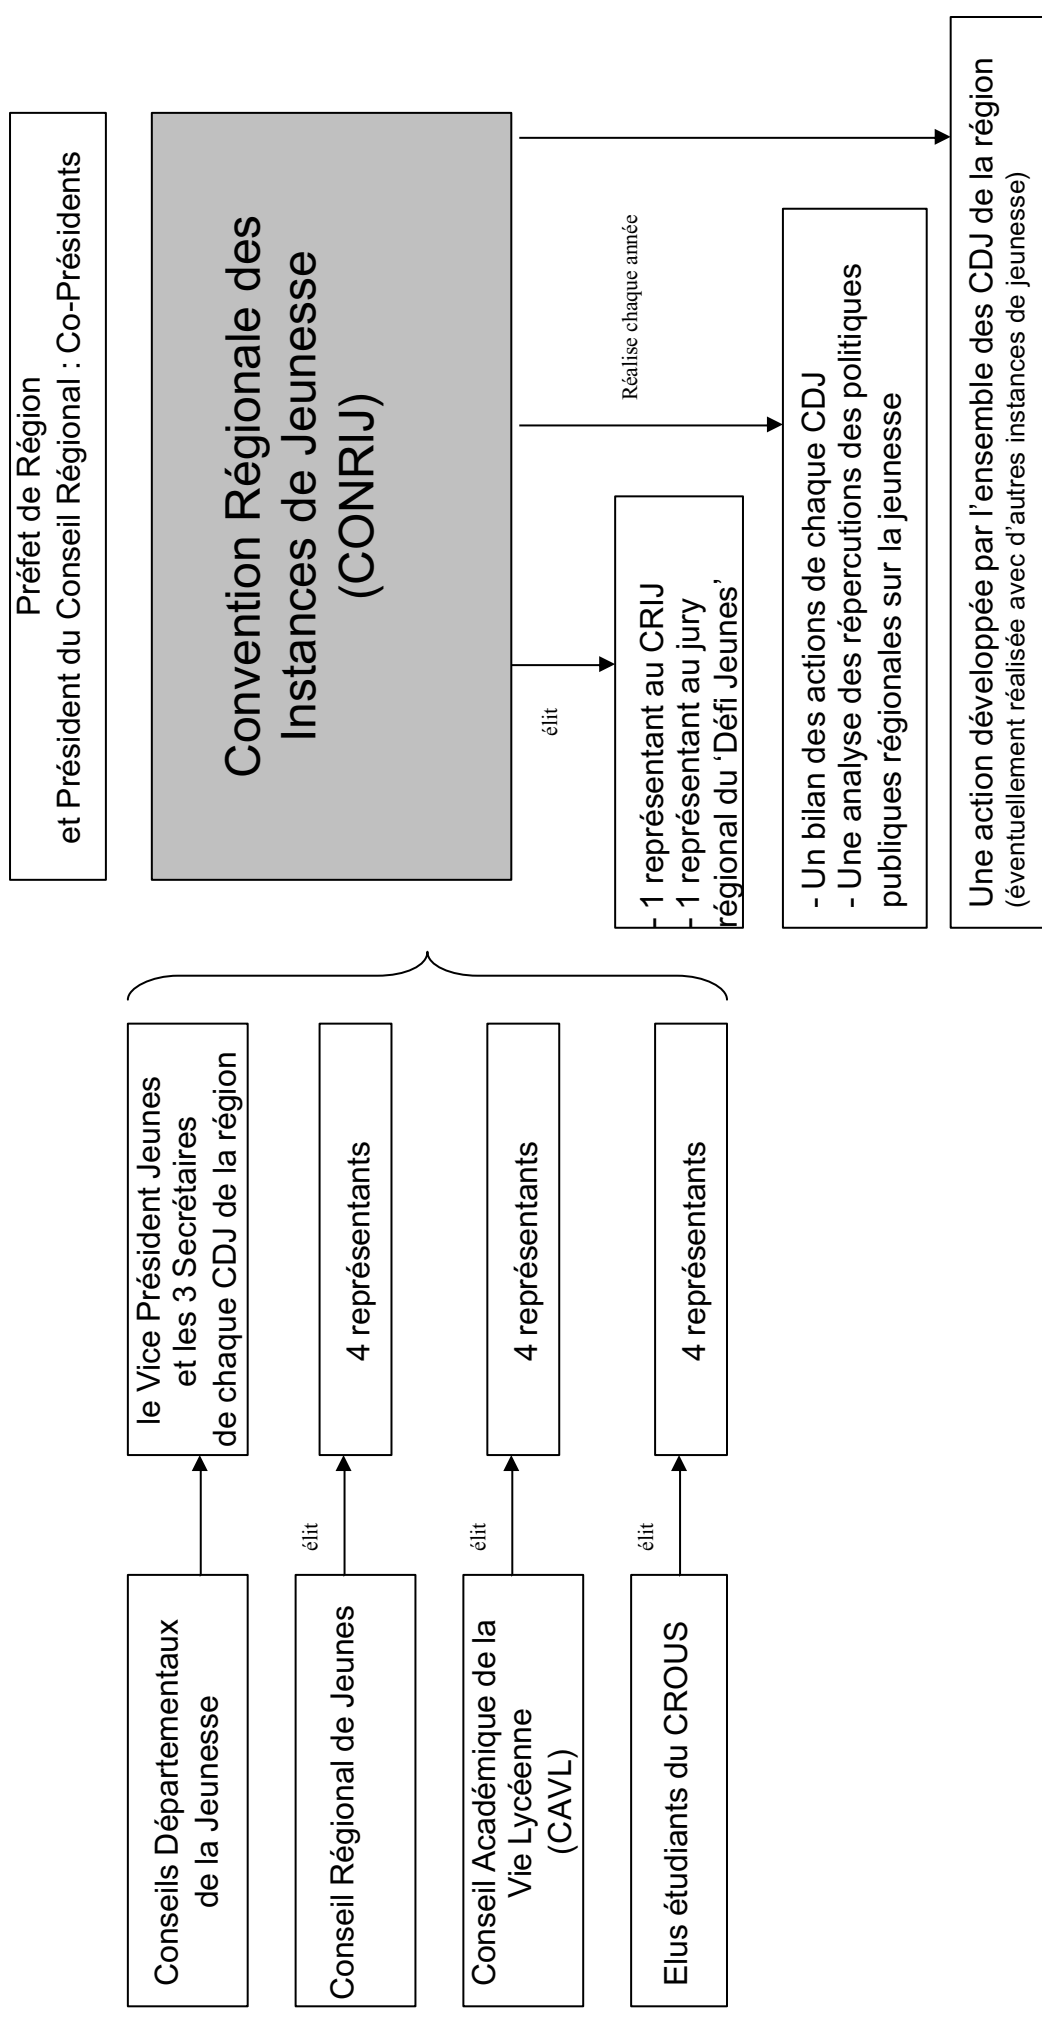 Préfet de Région
et Président du Conseil Régional : Co-Présidents
Conseils Départementaux
de la Jeunesse
le Vice Président Jeunes
et les 3 Secrétaires
de chaque CDJ de la région
Conseil Régional de Jeunes
élit
4 représentants
Conseil Académique de la
Vie Lycéenne
(CAVL)
élit
4 représentants
Elus étudiants du CROUS
élit
4 représentants
Convention Régionale des
Instances de Jeunesse
(CONRIJ)
élit
- 1 représentant au CRIJ
- 1 représentant au jury
régional du ‘Défi Jeunes’
Réalise chaque année
- Un bilan des actions de chaque CDJ
- Une analyse des répercutions des politiques
publiques régionales sur la jeunesse
Une action développée par l’ensemble des CDJ de la région
(éventuellement réalisée avec d’autres instances de jeunesse)